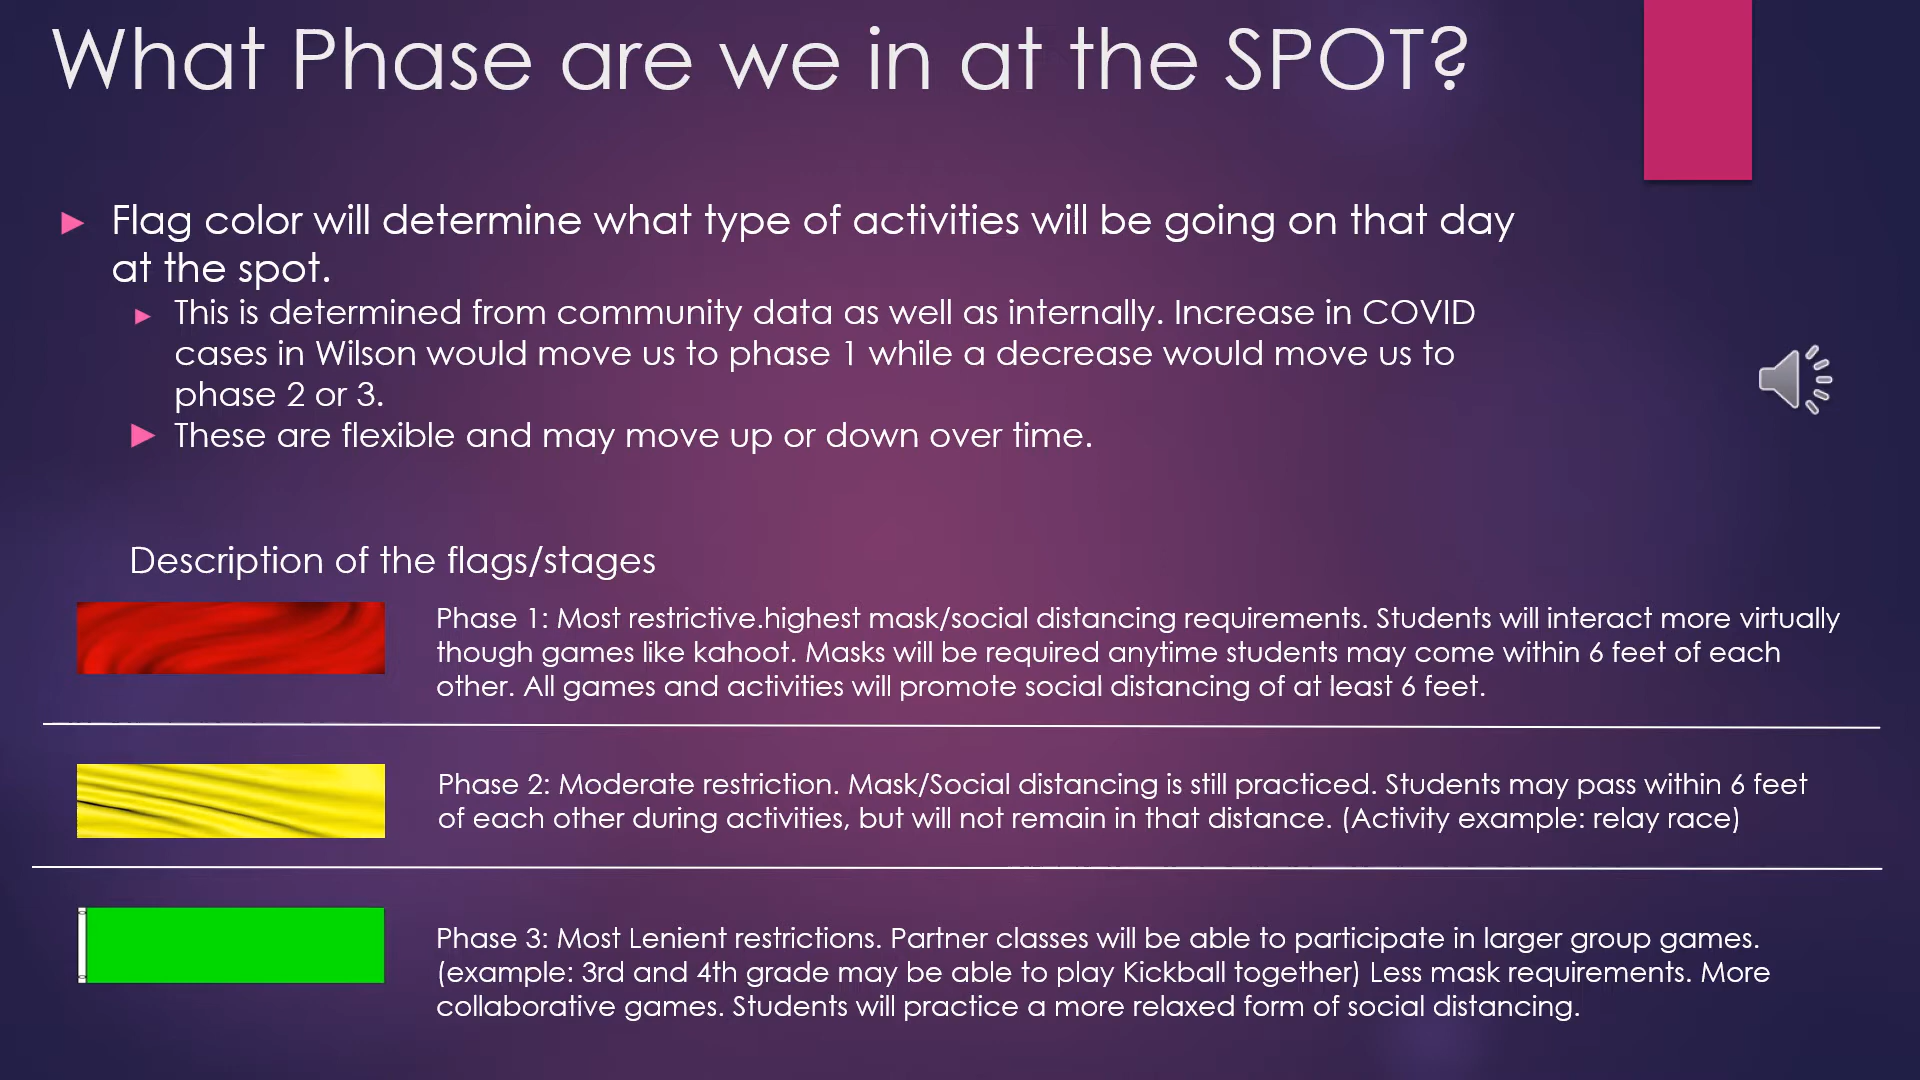 What Phase are we in at the SPOT?
Flag color will determine what type of activities will be going on that day
at the spot.
This is determined from community data as well as internally. Increase in COVID
cases in Wilson would move us to phase 1 while a decrease would move us to
phase 2 or 3.
These are flexible and may move up or down over time.
Description of the flags/stages
Phase 1: Most restrictive.highest mask/social distancing requirements. Students will interact more virtually
though games like kahoot. Masks will be required anytime students may come within 6 feet of each
other. All games and activities will promote social distancing of at least 6 feet.
Phase 2: Moderate restriction. Mask/Social distancing is still practiced. Students may pass within 6 feet
of each other during activities, but will not remain in that distance. (Activity example: relay race)
Phase 3: Most Lenient restrictions. Partner classes will be able to participate in larger group games.
(example: 3rd and 4th grade may be able to play Kickball together) Less mask requirements. More
collaborative games. Students will practice a more relaxed form of social distancing.